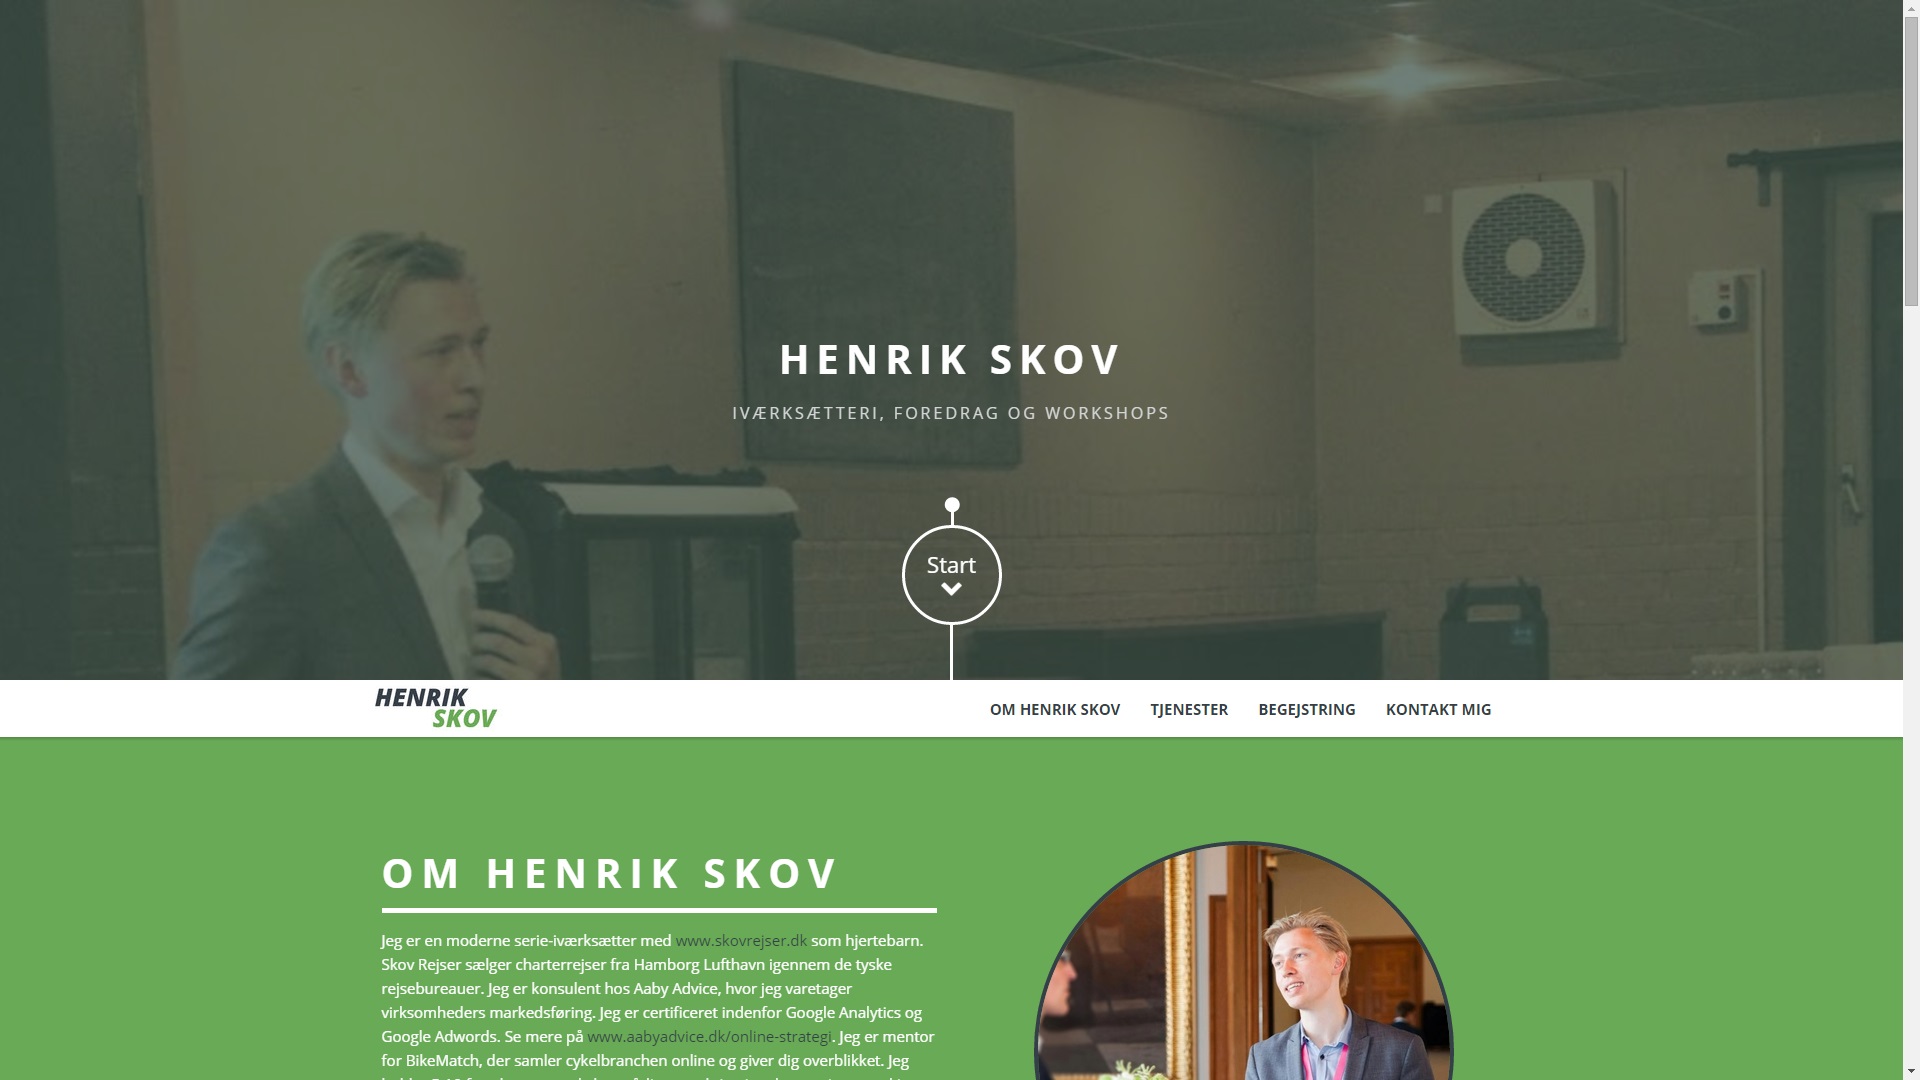 HENRIK SKOV
IVÆRKSÆTTERI, FOREDRAG OG WORKSHOPS
Start
HENRIK
SKOV
OM HENRIK SKOV TJENESTER BEGEJSTRING KONTAKT MIG
OM HENRIK SKOV
Jeg er en moderne serie-iværksætter med www.skovrejser.dk som hjertebarn.
Skov Rejser sælger charterrejser fra Hamborg Lufthavn igennem de tyske
rejsebureauer. Jeg er konsulent hos Aaby Advice, hvor jeg varetager
virksomheders markedsføring. Jeg er certificeret indenfor Google Analytics og
Google Adwords. Se mere på www.aabyadvice.dk/online-strategi. Jeg er mentor
for BikeMatch, der samler cykelbranchen online og giver dig overblikket. Jeg